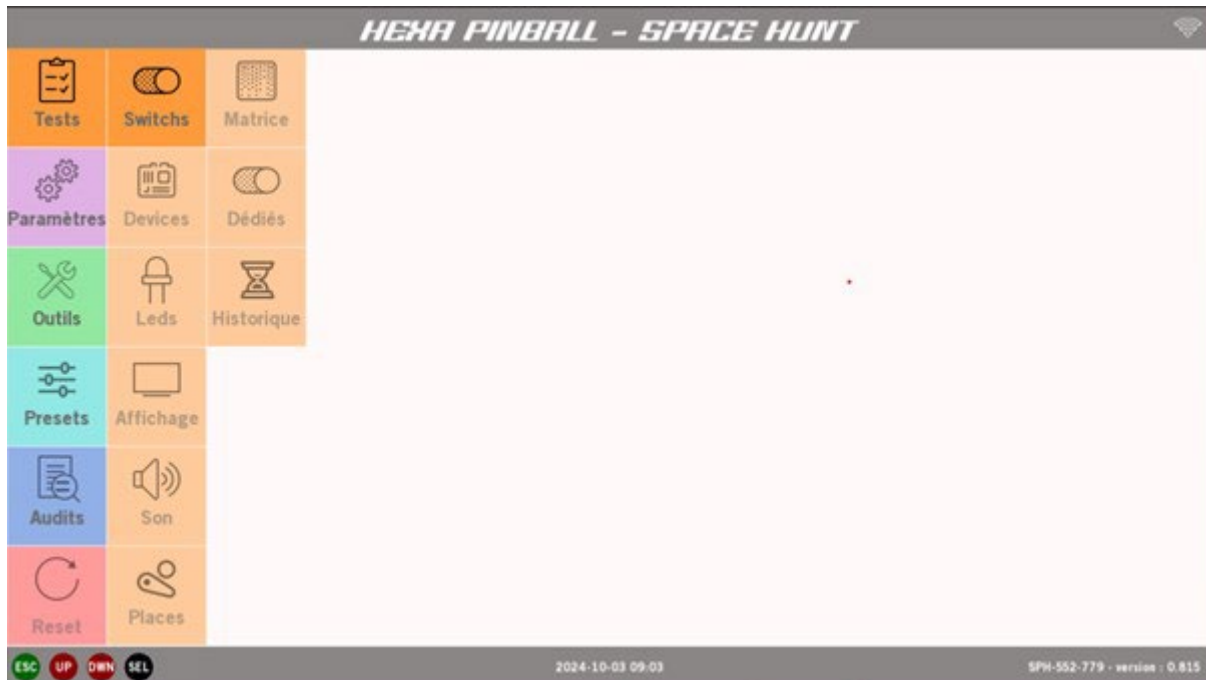 HEXA PINBALL - SPACE HUNT
Tests Switchs Matrice
Paramètres Devices Dédiés
Outils Leds Historique
Presets Affichage
Audits Son
Reset Places
ESC UP DWN SEL 2024-10-03 09:03 SPH-552-779 - version : 0.815